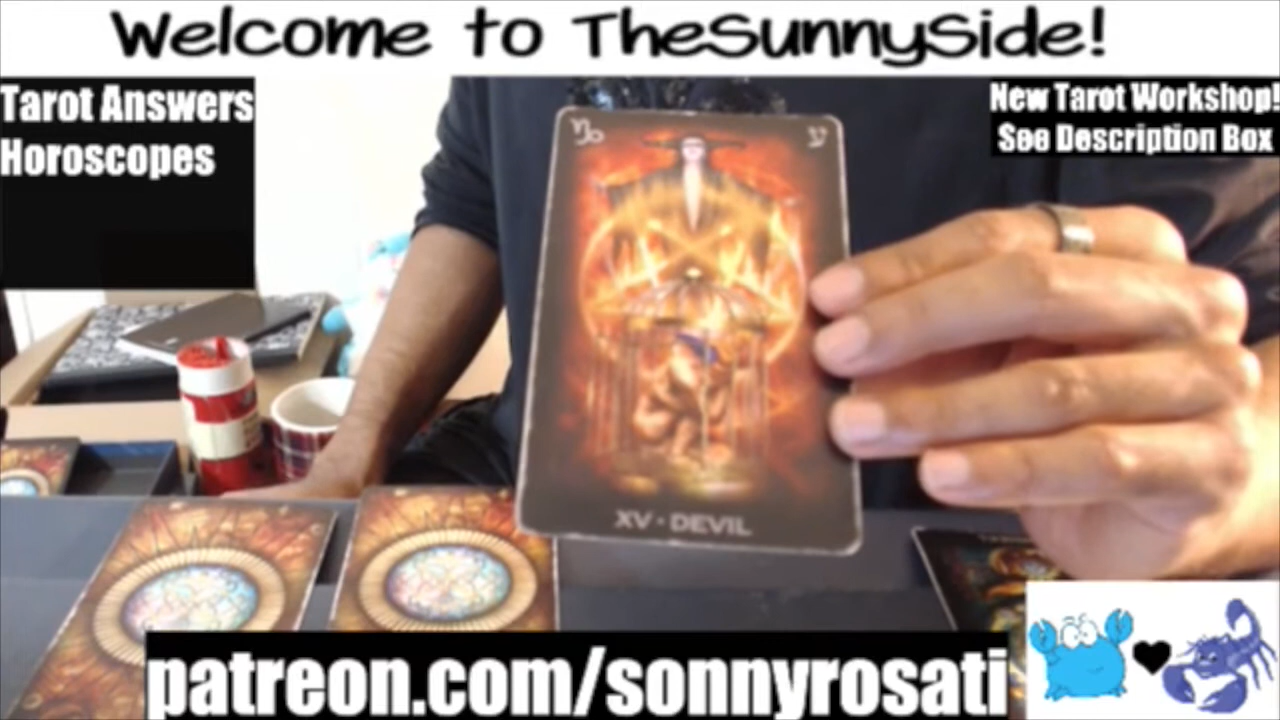 Welcome to TheSunnySide!
Tarot Answers
Horoscopes
New Tarot Workshop!
See Description Box
XV · DEVIL
patreon.com/sonnyrosati